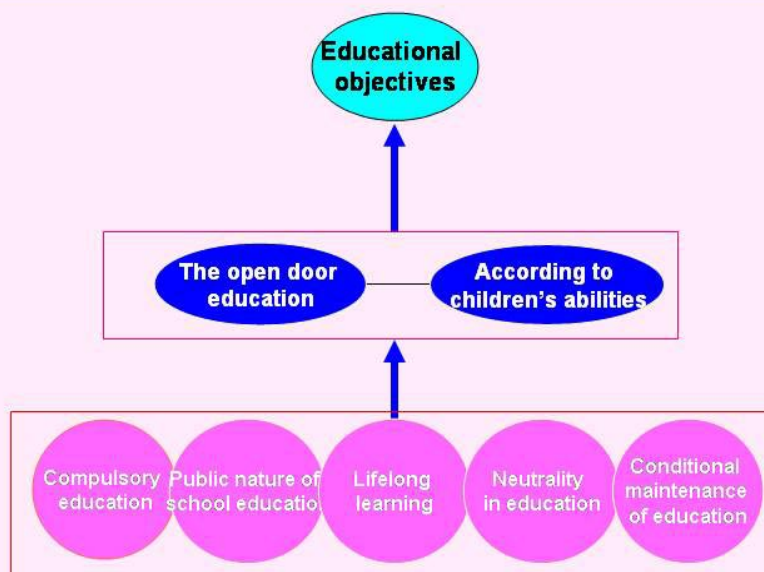 Educational
objectives
The open door
education
According to
children's abilities
Compulsory
education
Public nature of
school education
Lifelong
learning
Neutrality
in education
Conditional
maintenance
of education